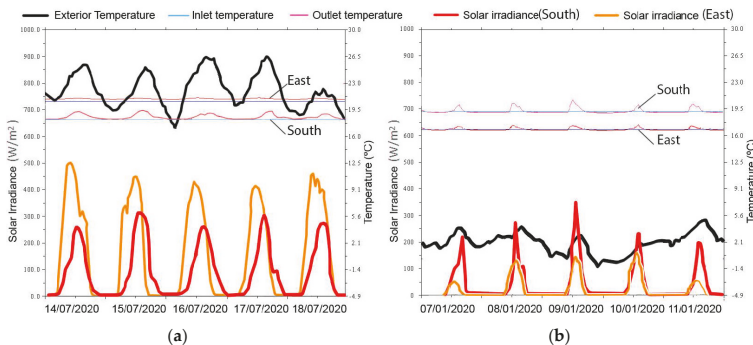 Exterior Temperature Inlet temperature Outlet temperature Solar irradiance(South) Solar irradiance (East)
1000.0 30.0 1000 30.0
900.0 26.5 900 26.5
800.0 23.0 800 23.0
700.0 19.5 700 19.5
600.0 16.0 600 16.0
500.0 12.5 500 12.5
400.0 9.1 400 9.1
300.0 5.6 300 5.6
200.0 2.1 200 2.1
100.0 -1.4 100 -1.4
0.0 -4.9 0 -4.9
Solar Irradiance (W/m²)
Temperature (ºC)
East
South
14/07/2020 15/07/2020 16/07/2020 17/07/2020 18/07/2020
(a)
Solar Irradiance (W/m²)
Temperature (ºC)
South
East
07/01/2020 08/01/2020 09/01/2020 10/01/2020 11/01/2020
(b)